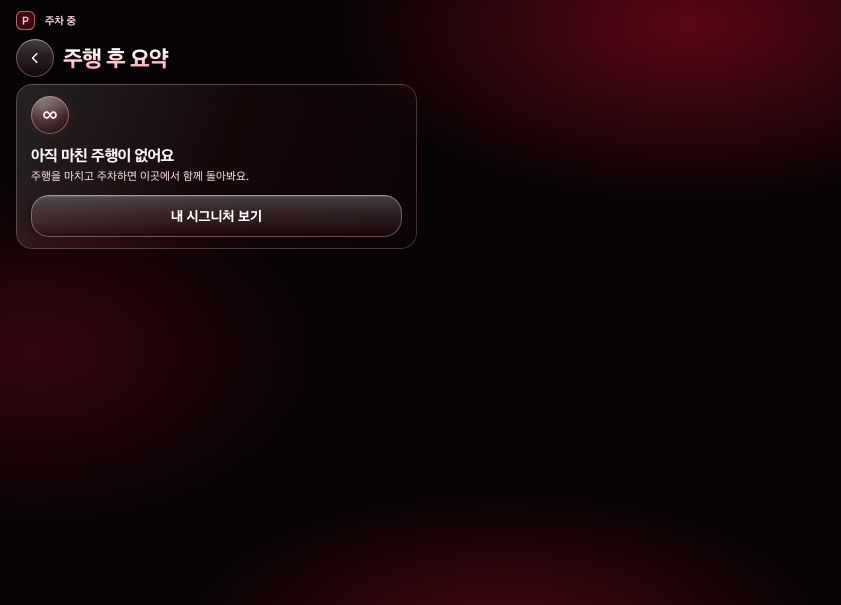 P 주차 중
주행 후 요약
∞
아직 마친 주행이 없어요
주행을 마치고 주차하면 이곳에서 함께 돌아봐요.
내 시그니처 보기